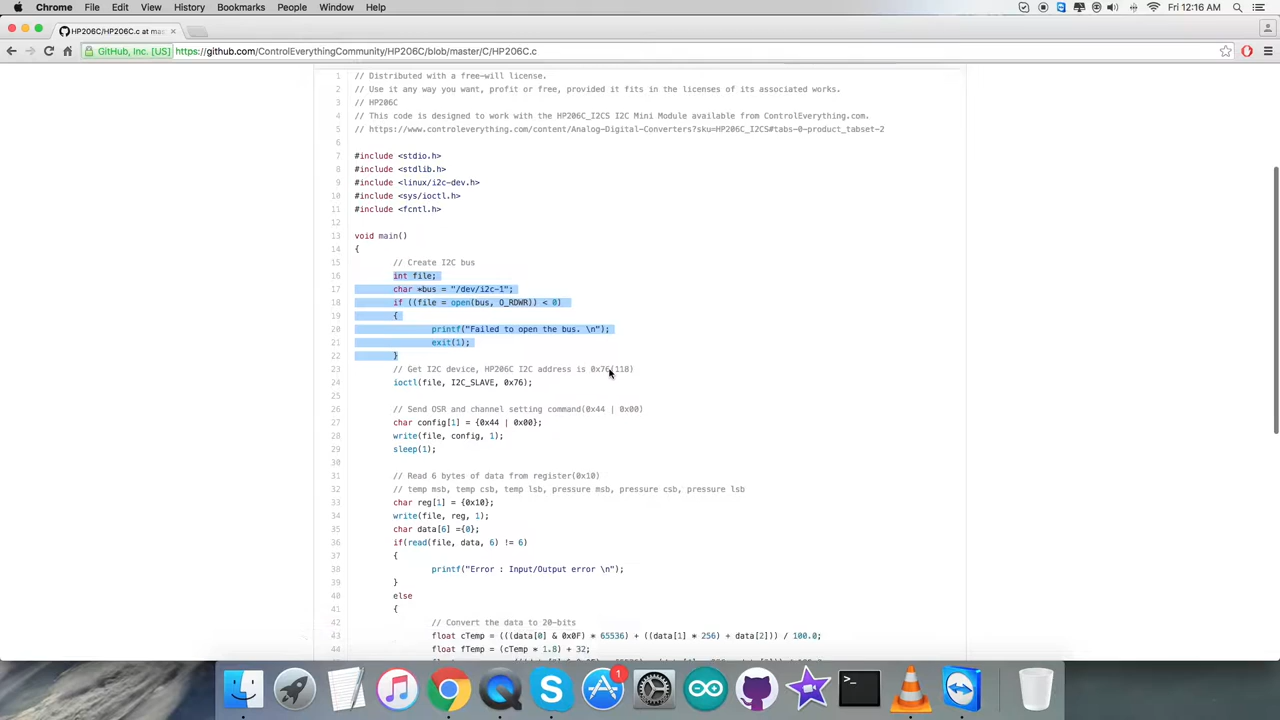 Chrome File Edit View History Bookmarks People Window Help Fri 12:16 AM
HP206C/HP206C.c at mas
GitHub, Inc. [US] https://github.com/ControlEverythingCommunity/HP206C/blob/master/C/HP206C.c
1 // Distributed with a free-will license.
2 // Use it any way you want, profit or free, provided it fits in the licenses of its associated works.
3 // HP206C
4 // This code is designed to work with the HP206C_I2CS I2C Mini Module available from ControlEverything.com.
5 // https://www.controleverything.com/content/Analog-Digital-Converters?sku=HP206C_I2CS#tabs-0-product_tabset-2
6
7 #include <stdio.h>
8 #include <stdlib.h>
9 #include <linux/i2c-dev.h>
10 #include <sys/ioctl.h>
11 #include <fcntl.h>
12
13 void main()
14 {
15 // Create I2C bus
16 int file;
17 char *bus = "/dev/i2c-1";
18 if ((file = open(bus, O_RDWR)) < 0)
19 {
20 printf("Failed to open the bus. \n");
21 exit(1);
22 }
23 // Get I2C device, HP206C I2C address is 0x76(118)
24 ioctl(file, I2C_SLAVE, 0x76);
25
26 // Send OSR and channel setting command(0x44 | 0x00)
27 char config[1] = {0x44 | 0x00};
28 write(file, config, 1);
29 sleep(1);
30
31 // Read 6 bytes of data from register(0x10)
32 // temp msb, temp csb, temp lsb, pressure msb, pressure csb, pressure lsb
33 char reg[1] = {0x10};
34 write(file, reg, 1);
35 char data[6] ={0};
36 if(read(file, data, 6) != 6)
37 {
38 printf("Error : Input/Output error \n");
39 }
40 else
41 {
42 // Convert the data to 20-bits
43 float cTemp = (((data[0] & 0x0F) * 65536) + ((data[1] * 256) + data[2])) / 100.0;
44 float fTemp = (cTemp * 1.8) + 32;
1